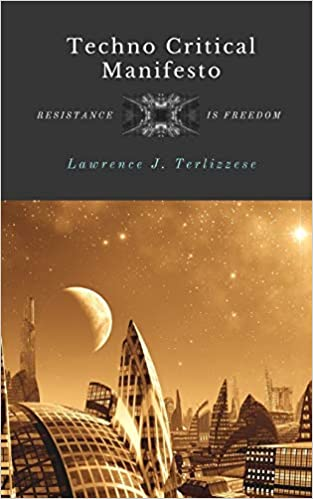 Techno Critical
Manifesto
RESISTANCE IS FREEDOM
Lawrence J. Terlizzese